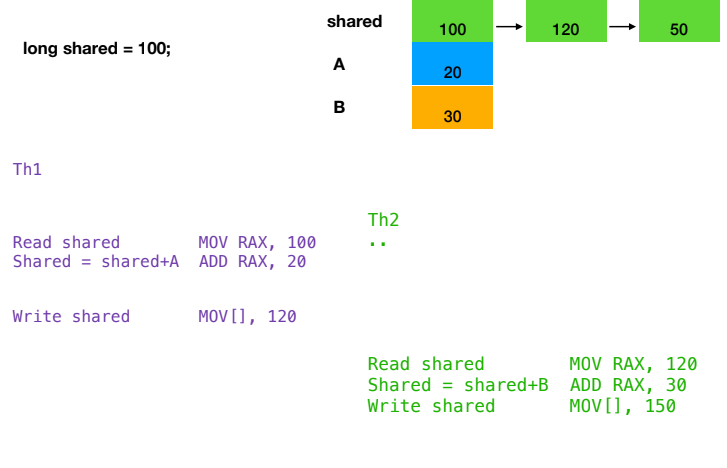 shared 100 120 50
long shared = 100;
A 20
B 30
Th1
Th2
..
Read shared MOV RAX, 100
Shared = shared+A ADD RAX, 20
Write shared MOV[], 120
Read shared MOV RAX, 120
Shared = shared+B ADD RAX, 30
Write shared MOV[], 150